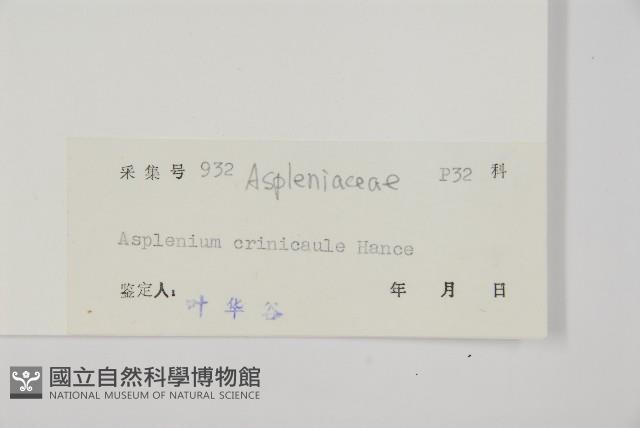 采集号 932 Aspleniaceae P32 科
Asplenium crinicaule Hance
鉴定人: 叶华谷 年 月 日
國立自然科學博物館
NATIONAL MUSEUM OF NATURAL SCIENCE